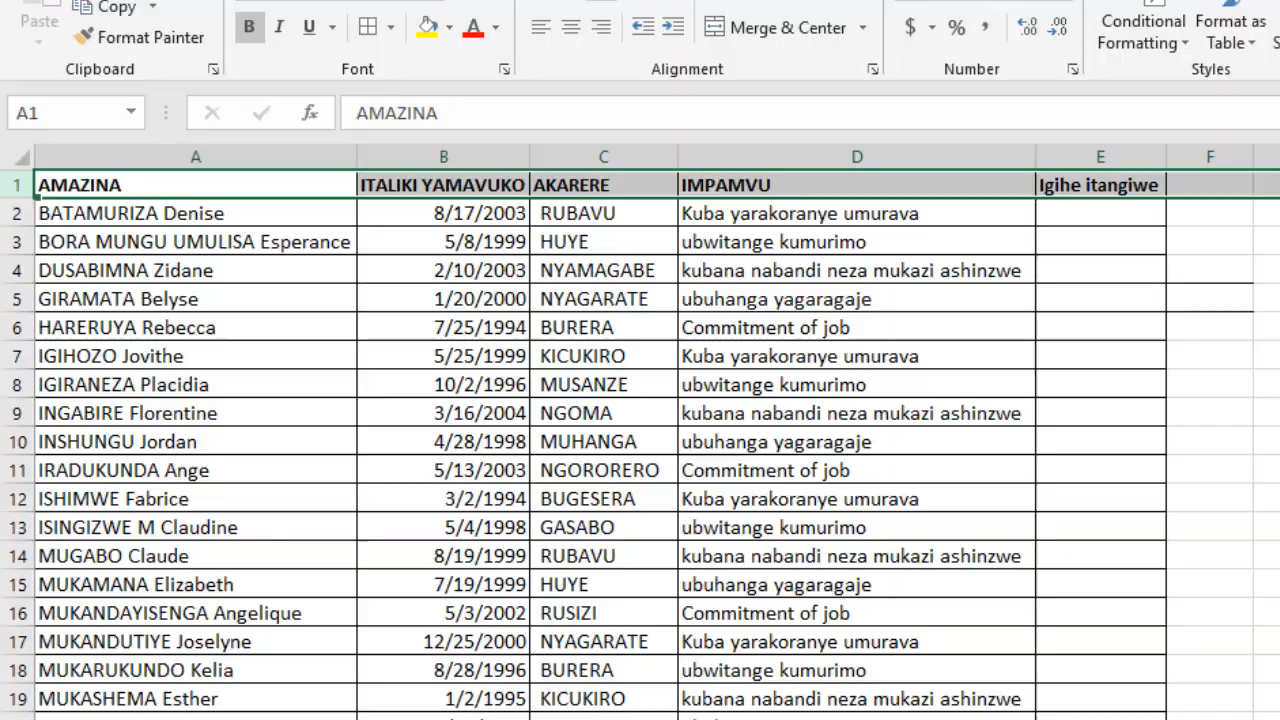 Copy
Paste
Format Painter
Clipboard
B I U
Font
Merge & Center
Alignment
$ % ,
.00
.00
Number
Conditional Format as
Formatting Table
Styles
A1 fx AMAZINA
A B C D E F
1 AMAZINA ITALIKI YAMAVUKO AKARERE IMPAMVU Igihe itangiwe
2 BATAMURIZA Denise 8/17/2003 RUBAVU Kuba yarakoranye umurava
3 BORA MUNGU UMULISA Esperance 5/8/1999 HUYE ubwitange kumurimo
4 DUSABIMNA Zidane 2/10/2003 NYAMAGABE kubana nabandi neza mukazi ashinzwe
5 GIRAMATA Belyse 1/20/2000 NYAGARATE ubuhanga yagaragaje
6 HARERUYA Rebecca 7/25/1994 BURERA Commitment of job
7 IGIHOZO Jovithe 5/25/1999 KICUKIRO Kuba yarakoranye umurava
8 IGIRANEZA Placidia 10/2/1996 MUSANZE ubwitange kumurimo
9 INGABIRE Florentine 3/16/2004 NGOMA kubana nabandi neza mukazi ashinzwe
10 INSHUNGU Jordan 4/28/1998 MUHANGA ubuhanga yagaragaje
11 IRADUKUNDA Ange 5/13/2003 NGORORERO Commitment of job
12 ISHIMWE Fabrice 3/2/1994 BUGESERA Kuba yarakoranye umurava
13 ISINGIZWE M Claudine 5/4/1998 GASABO ubwitange kumurimo
14 MUGABO Claude 8/19/1999 RUBAVU kubana nabandi neza mukazi ashinzwe
15 MUKAMANA Elizabeth 7/19/1999 HUYE ubuhanga yagaragaje
16 MUKANDAYISENGA Angelique 5/3/2002 RUSIZI Commitment of job
17 MUKANDUTIYE Joselyne 12/25/2000 NYAGARATE Kuba yarakoranye umurava
18 MUKARUKUNDO Kelia 8/28/1996 BURERA ubwitange kumurimo
19 MUKASHEMA Esther 1/2/1995 KICUKIRO kubana nabandi neza mukazi ashinzwe